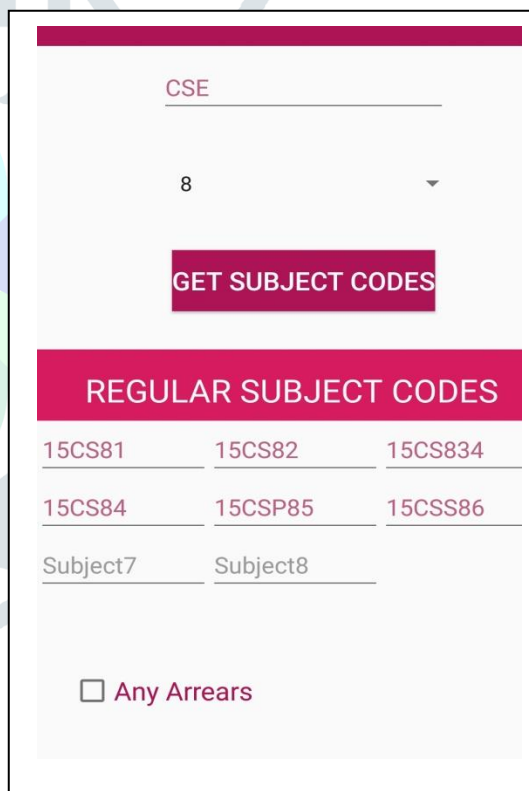 CSE
8
GET SUBJECT CODES
REGULAR SUBJECT CODES
15CS81 15CS82 15CS834
15CS84 15CSP85 15CSS86
Subject7 Subject8
Any Arrears